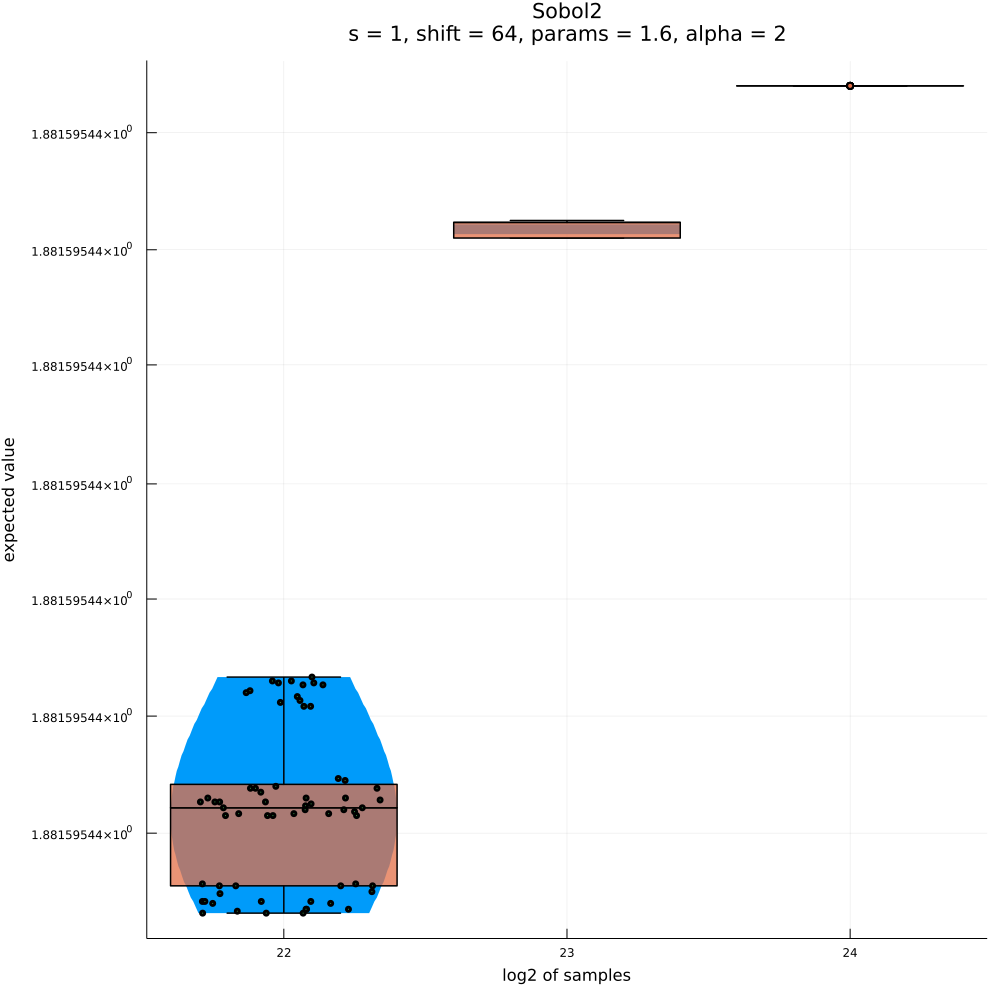 Sobol2
s = 1, shift = 64, params = 1.6, alpha = 2
1.88159544×10⁰
1.88159544×10⁰
1.88159544×10⁰
1.88159544×10⁰
1.88159544×10⁰
1.88159544×10⁰
1.88159544×10⁰
expected value
22 23 24
log2 of samples